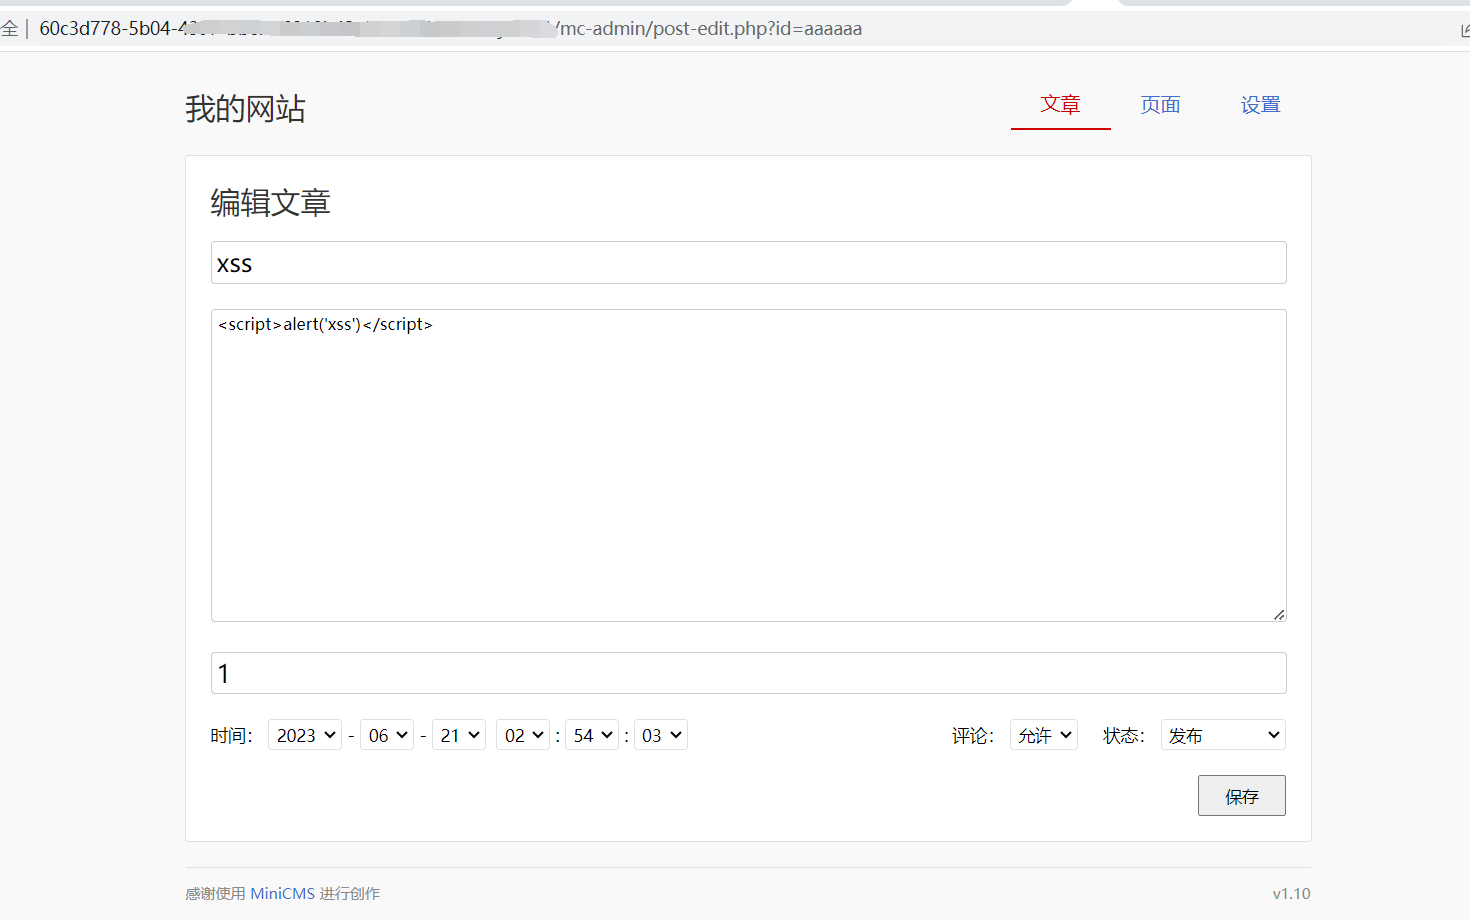 全 | 60c3d778-5b04-4 /mc-admin/post-edit.php?id=aaaaaa
我的网站
文章 页面 设置
编辑文章
xss
<script>alert('xss')</script>
1
时间： 2023 - 06 - 21 02 : 54 : 03 评论： 允许 状态： 发布
保存
感谢使用 MiniCMS 进行创作 v1.10